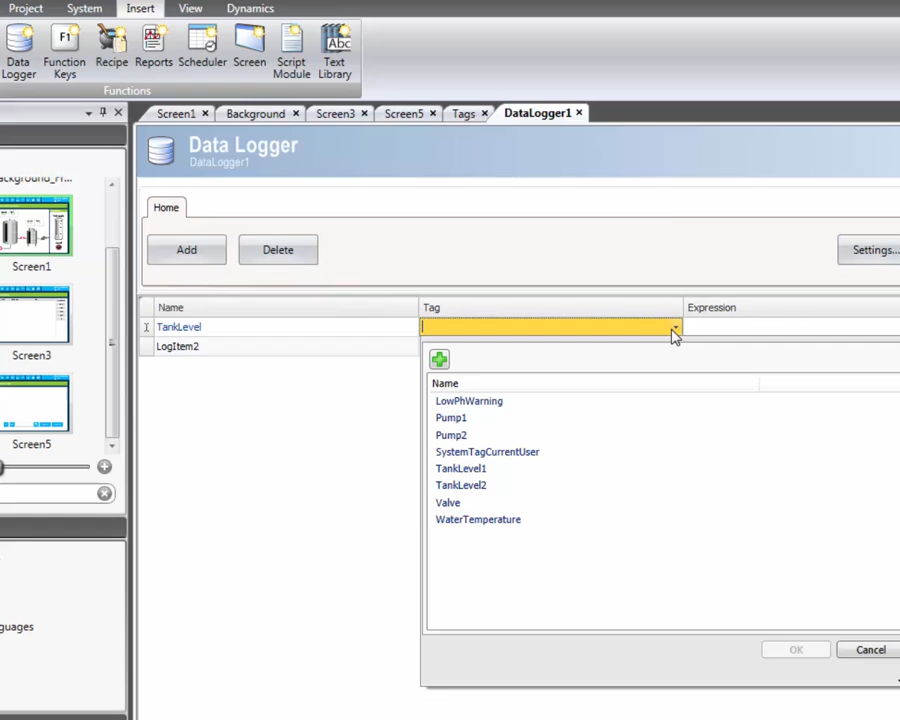 Project System Insert View Dynamics
Data Logger
Function Keys
Recipe
Reports
Scheduler
Screen
Script Module
Text Library
F1
Abc
Functions
Screen1 Background Screen3 Screen5 Tags DataLogger1
Data Logger
DataLogger1
Home
Add Delete Settings...
Screen1
Screen3
Screen5
Name Tag Expression
TankLevel
LogItem2
Name
LowPhWarning
Pump1
Pump2
SystemTagCurrentUser
TankLevel1
TankLevel2
Valve
WaterTemperature
OK Cancel